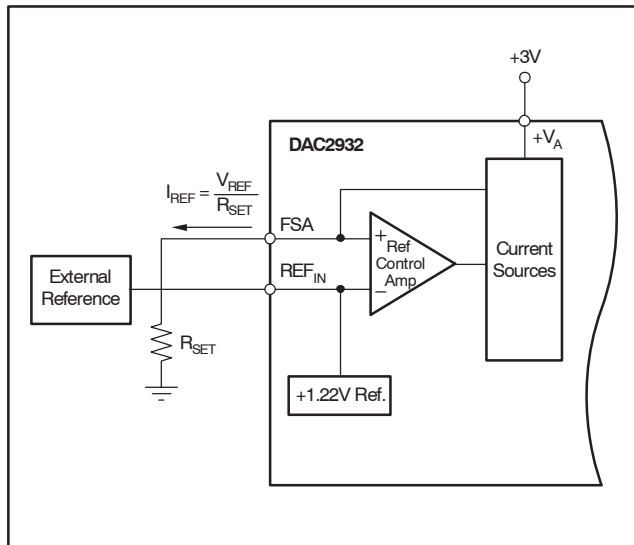 +3V
+V_A
DAC2932
I_REF = V_REF / R_SET
FSA
+
Ref
Control
Amp
Current
Sources
External
Reference
REF_IN
–
R_SET
+1.22V Ref.